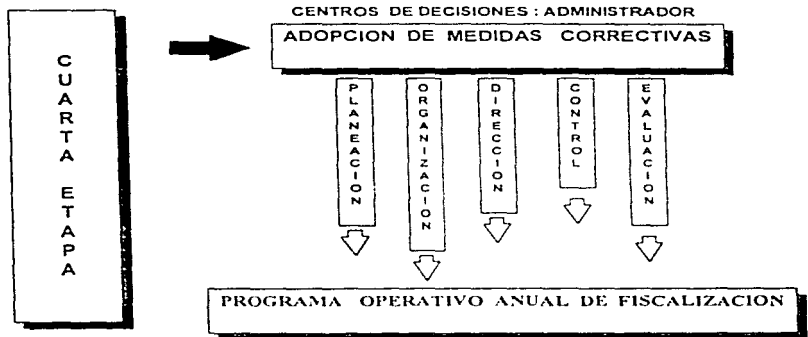 CENTROS DE DECISIONES : ADMINISTRADOR
ADOPCION DE MEDIDAS CORRECTIVAS
CUARTA ETAPA
PLANEACION
ORGANIZACION
DIRECCION
CONTROL
EVALUACION
PROGRAMA OPERATIVO ANUAL DE FISCALIZACION